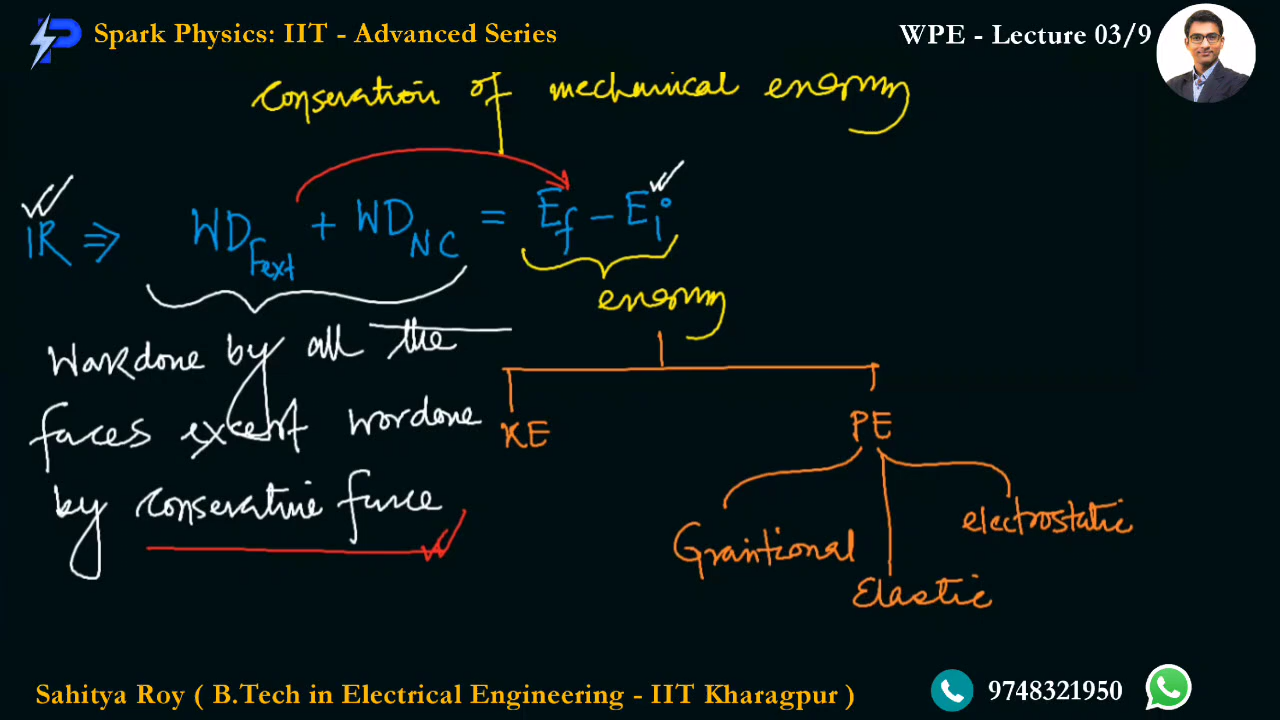 Spark Physics: IIT - Advanced Series
WPE - Lecture 03/9
Conservation of mechanical energy
IR ⇒ WD_Fext + WD_NC = E_f - E_i
energy
Workdone by all the
forces except wordone
by conservative force
KE
PE
Graitional
Elastic
electrostatic
Sahitya Roy ( B.Tech in Electrical Engineering - IIT Kharagpur )
9748321950